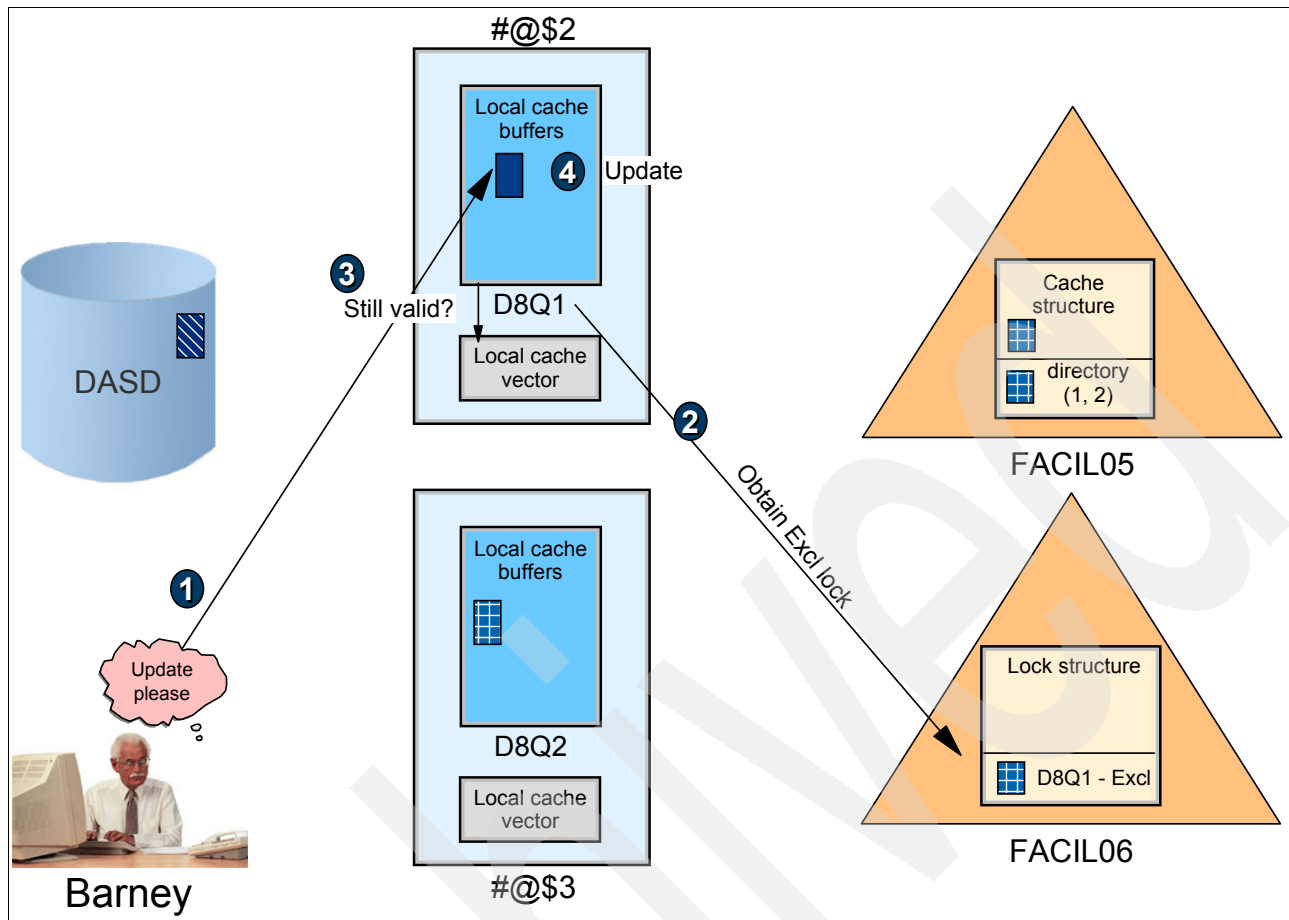 #@$2
Local cache
buffers
4
Update
3
Still valid?
D8Q1
Local cache
vector
DASD
2
Obtain Excl lock
1
Update
please
Barney
Local cache
buffers
D8Q2
Local cache
vector
#@$3
Cache
structure
directory
(1, 2)
FACIL05
Lock structure
D8Q1 - Excl
FACIL06